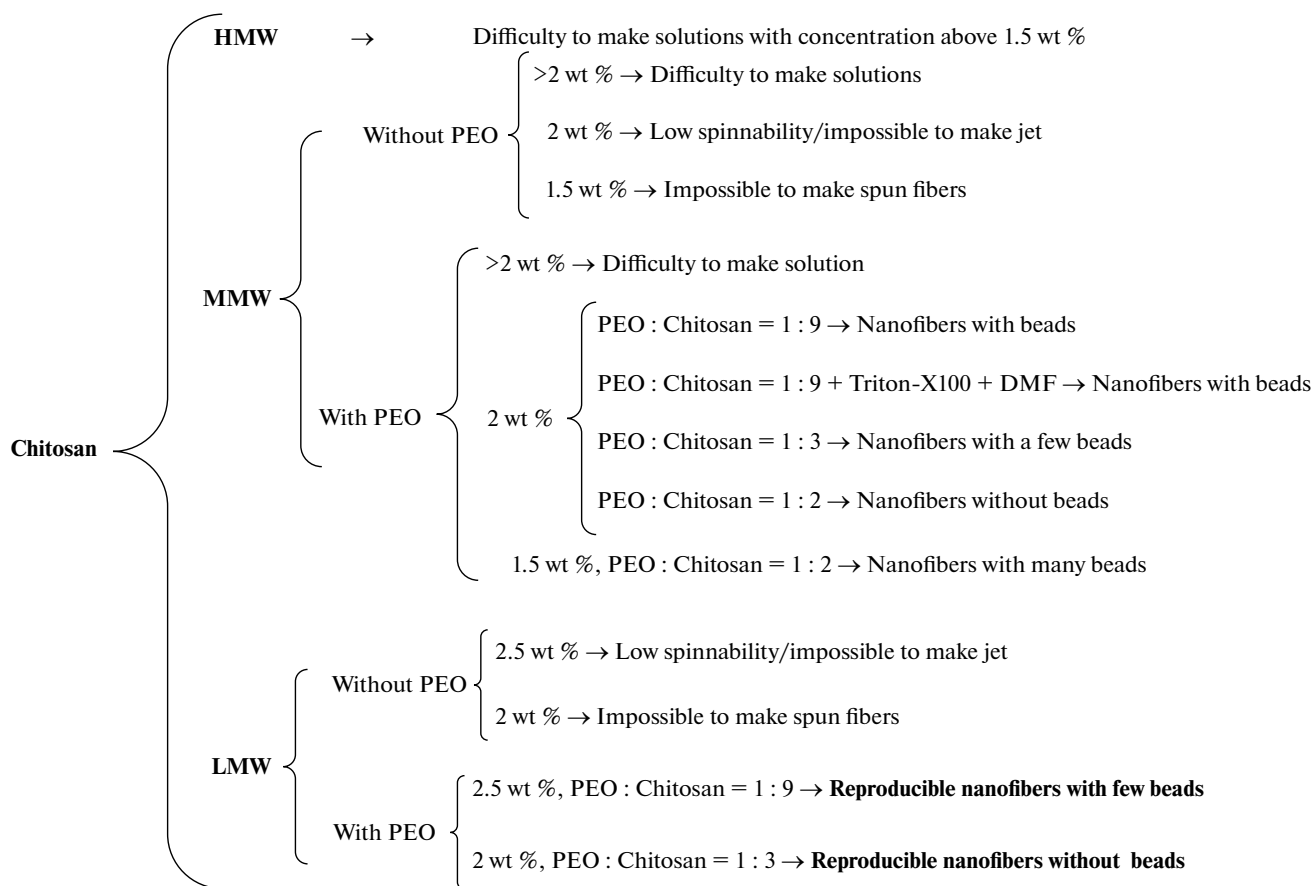 HMW → Difficulty to make solutions with concentration above 1.5 wt %
>2 wt % → Difficulty to make solutions
Without PEO
2 wt % → Low spinnability/impossible to make jet
1.5 wt % → Impossible to make spun fibers
>2 wt % → Difficulty to make solution
MMW
PEO : Chitosan = 1 : 9 → Nanofibers with beads
PEO : Chitosan = 1 : 9 + Triton-X100 + DMF → Nanofibers with beads
With PEO
2 wt %
PEO : Chitosan = 1 : 3 → Nanofibers with a few beads
Chitosan
PEO : Chitosan = 1 : 2 → Nanofibers without beads
1.5 wt %, PEO : Chitosan = 1 : 2 → Nanofibers with many beads
2.5 wt % → Low spinnability/impossible to make jet
Without PEO
2 wt % → Impossible to make spun fibers
LMW
2.5 wt %, PEO : Chitosan = 1 : 9 → Reproducible nanofibers with few beads
With PEO
2 wt %, PEO : Chitosan = 1 : 3 → Reproducible nanofibers without beads